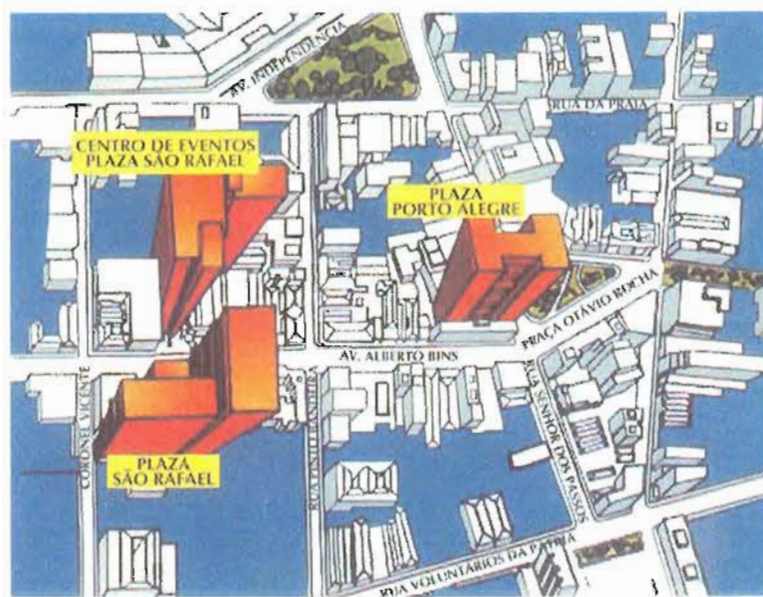 AV. INDEPENDÊNCIA
RUA DA PRAIA
CENTRO DE EVENTOS
PLAZA SÃO RAFAEL
PLAZA
PORTO ALEGRE
PRAÇA OTÁVIO ROCHA
AV. ALBERTO BINS
CORONEL VICENTE
RUA
RUA SENHOR DOS PASSOS
PLAZA
SÃO RAFAEL
RUA VOLUNTÁRIOS DA PÁTRIA